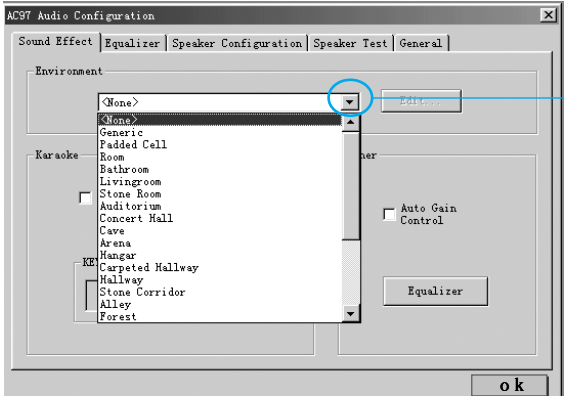 AC97 Audio Configuration
Sound Effect Equalizer Speaker Configuration Speaker Test General
Environment
<None> Edit...
<None>
Generic
Padded Cell
Karaoke
Room
Bathroom
Livingroom
Stone Room
Auditorium
Auto Gain
Concert Hall
Control
Cave
Arena
Hangar
Carpeted Hallway
Hallway
Stone Corridor
Equalizer
Alley
Forest
ok